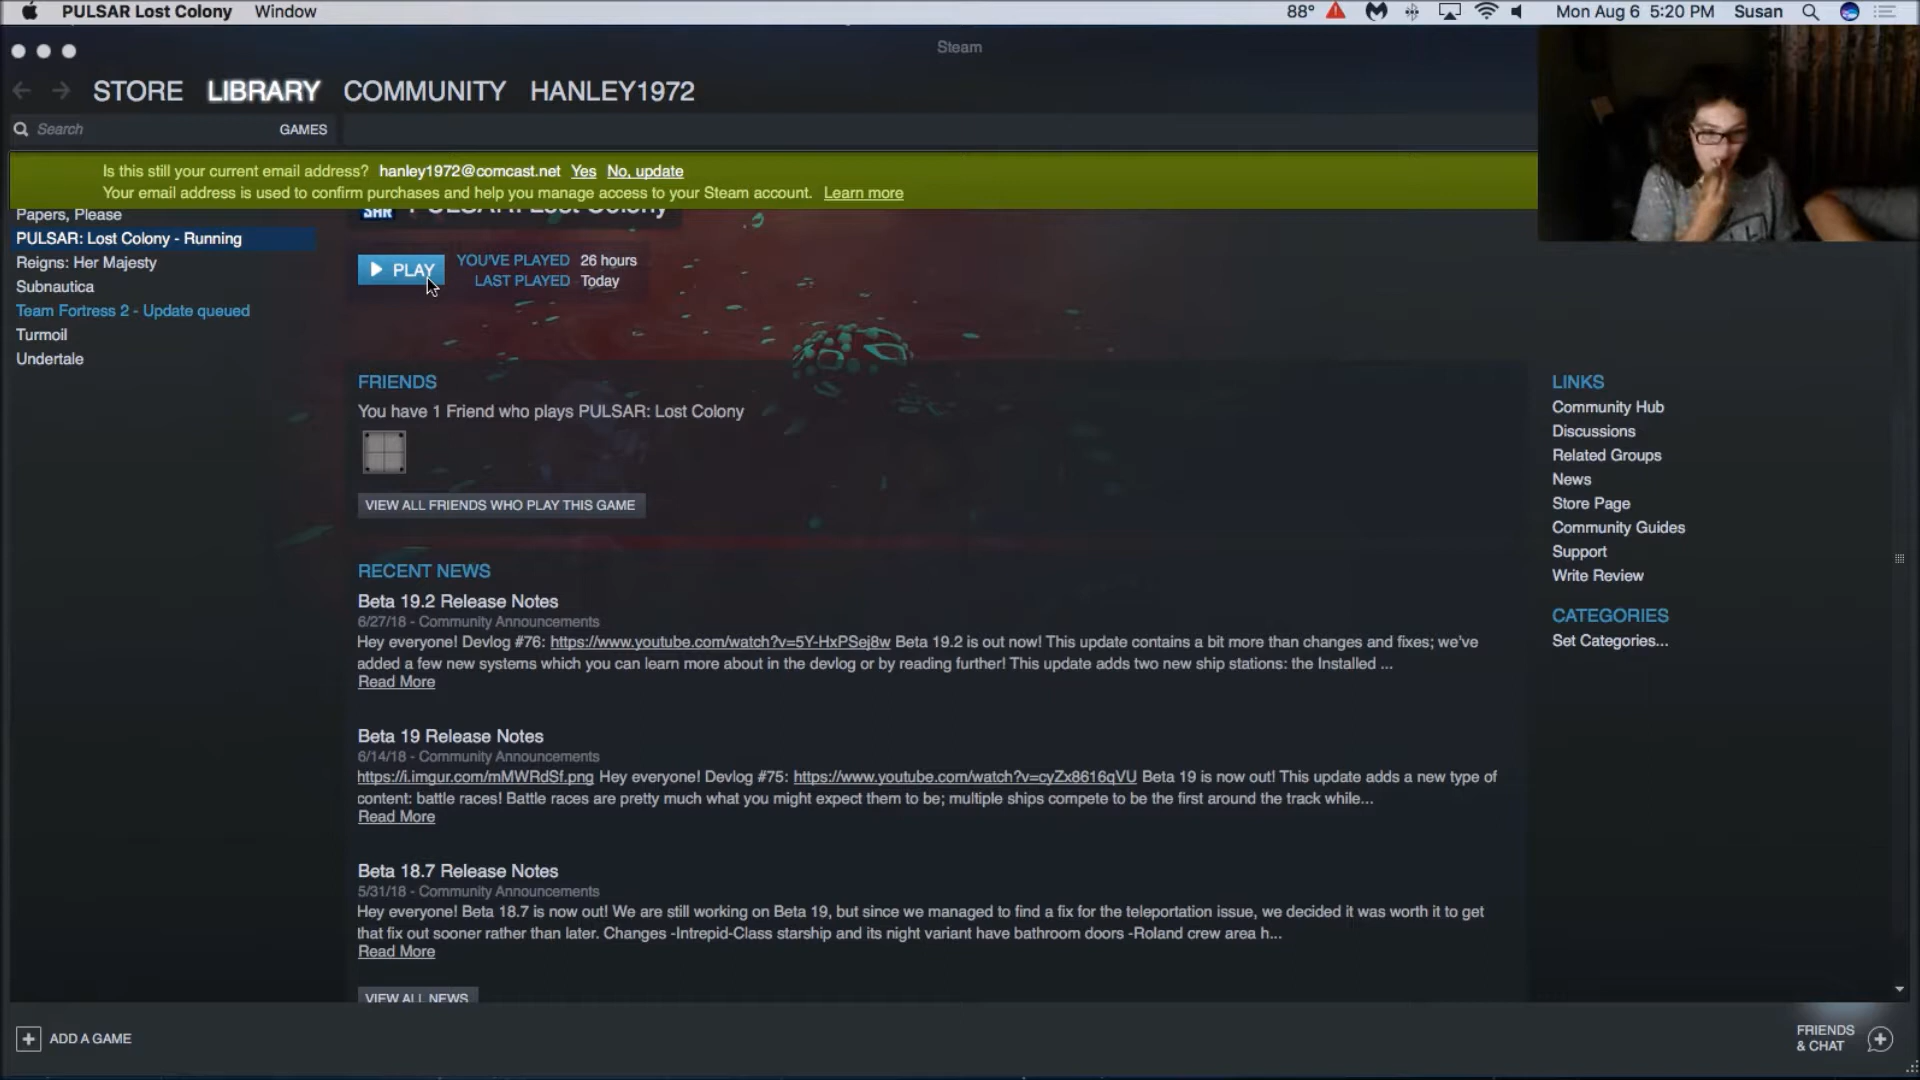 PULSAR Lost Colony Window 88° Mon Aug 6 5:20 PM Susan
Steam
STORE LIBRARY COMMUNITY HANLEY1972
Search GAMES
Is this still your current email address? hanley1972@comcast.net Yes No, update
Your email address is used to confirm purchases and help you manage access to your Steam account. Learn more
Papers, Please
PULSAR: Lost Colony - Running
Reigns: Her Majesty
Subnautica
Team Fortress 2 - Update queued
Turmoil
Undertale
PULSAR: Lost Colony
PLAY
YOU'VE PLAYED 26 hours
LAST PLAYED Today
FRIENDS
You have 1 Friend who plays PULSAR: Lost Colony
VIEW ALL FRIENDS WHO PLAY THIS GAME
RECENT NEWS
Beta 19.2 Release Notes
6/27/18 - Community Announcements
Hey everyone! Devlog #76: https://www.youtube.com/watch?v=5Y-HxPSej8w Beta 19.2 is out now! This update contains a bit more than changes and fixes; we've
added a few new systems which you can learn more about in the devlog or by reading further! This update adds two new ship stations: the Installed ...
Read More
Beta 19 Release Notes
6/14/18 - Community Announcements
https://i.imgur.com/mMWRdSf.png Hey everyone! Devlog #75: https://www.youtube.com/watch?v=cyZx8616qVU Beta 19 is now out! This update adds a new type of
content: battle races! Battle races are pretty much what you might expect them to be; multiple ships compete to be the first around the track while...
Read More
Beta 18.7 Release Notes
5/31/18 - Community Announcements
Hey everyone! Beta 18.7 is now out! We are still working on Beta 19, but since we managed to find a fix for the teleportation issue, we decided it was worth it to get
that fix out sooner rather than later. Changes -Intrepid-Class starship and its night variant have bathroom doors -Roland crew area h...
Read More
VIEW ALL NEWS
LINKS
Community Hub
Discussions
Related Groups
News
Store Page
Community Guides
Support
Write Review
CATEGORIES
Set Categories...
ADD A GAME
FRIENDS
& CHAT